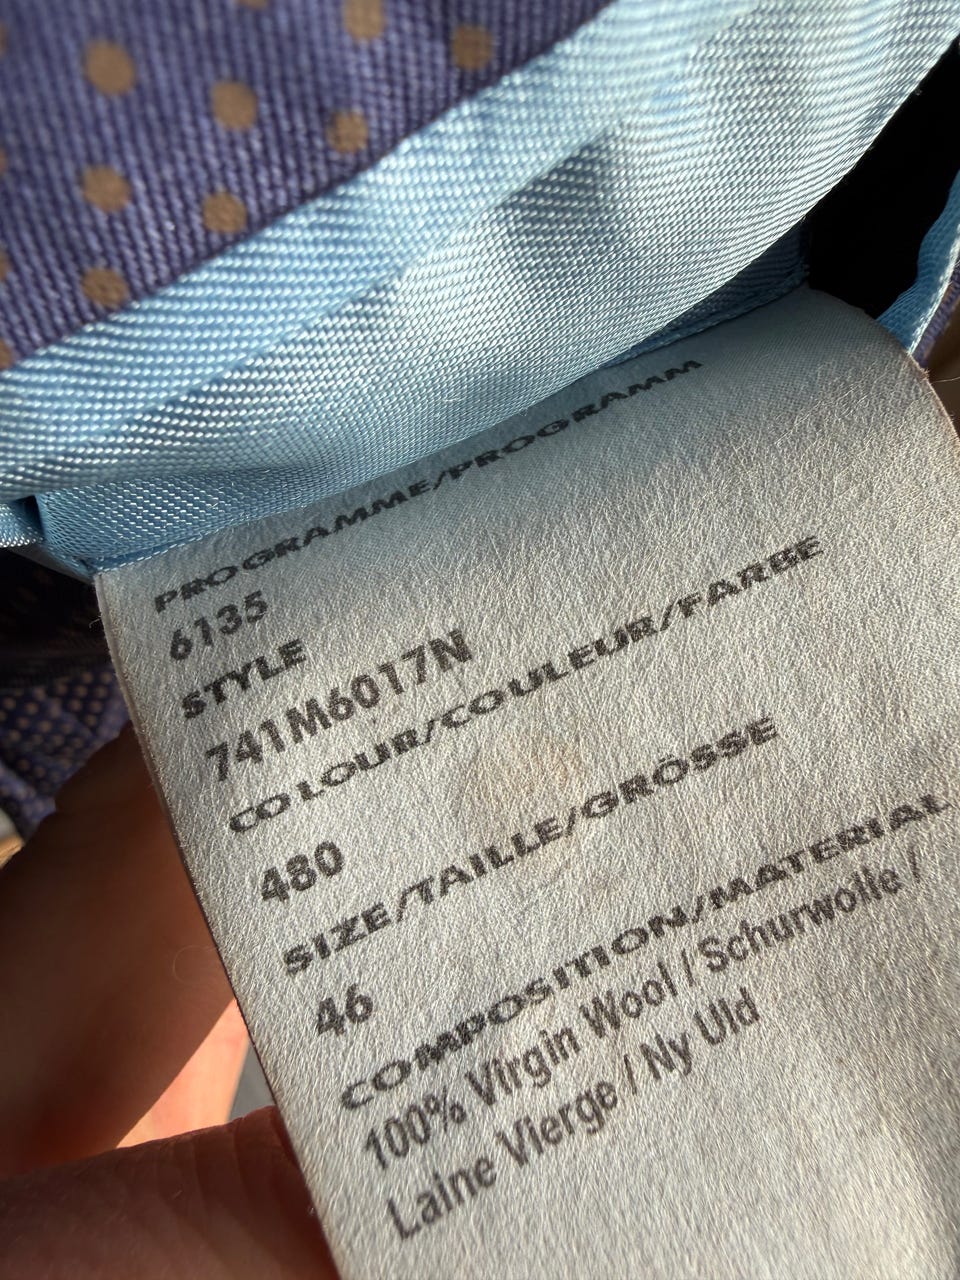 PROGRAMME/PROGRAMM
6135
STYLE
741M6017N
COLOUR/COULEUR/FARBE
480
SIZE/TAILLE/GRÖSSE
46
COMPOSITION/MATERIAL
100% Virgin Wool / Schurwolle /
Laine Vierge / Ny Uld